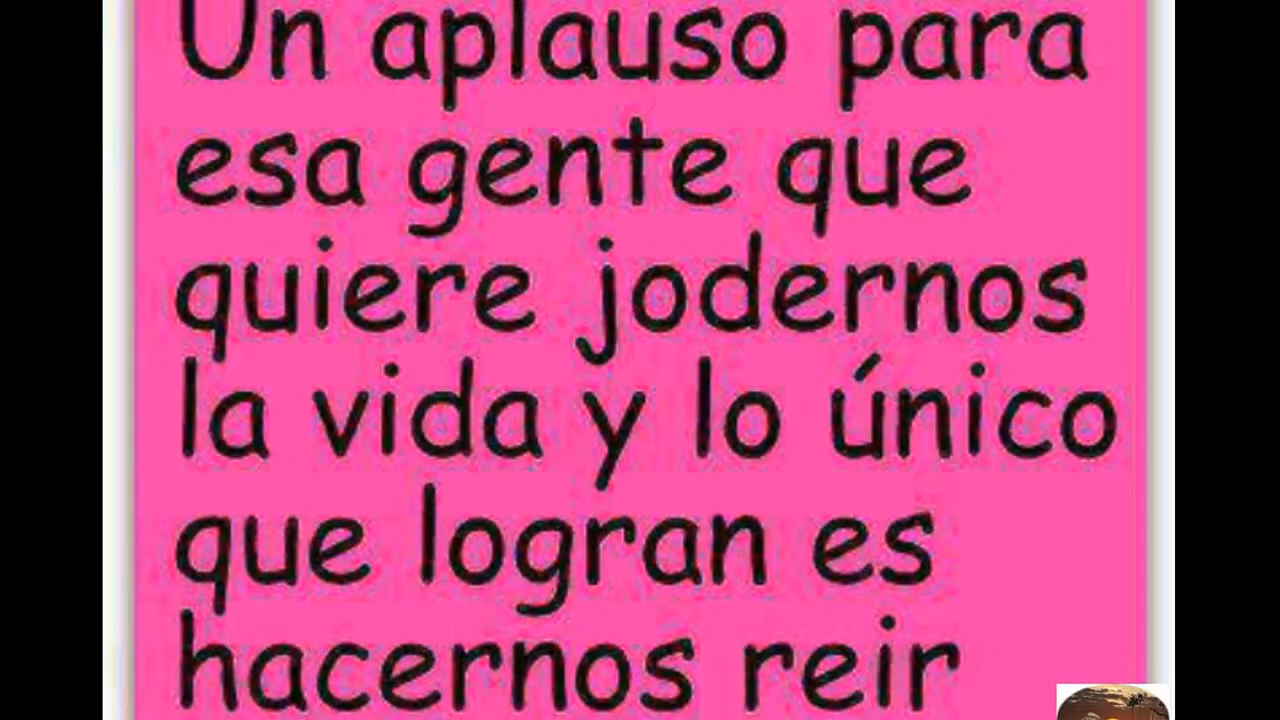 Un aplauso para
esa gente que
quiere jodernos
la vida y lo único
que logran es
hacernos reir